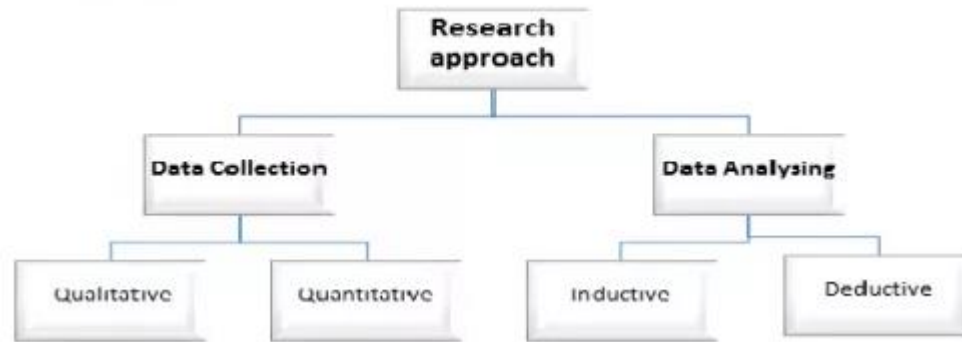 Research
approach
Data Collection
Data Analysing
Qualitative
Quantitative
Inductive
Deductive